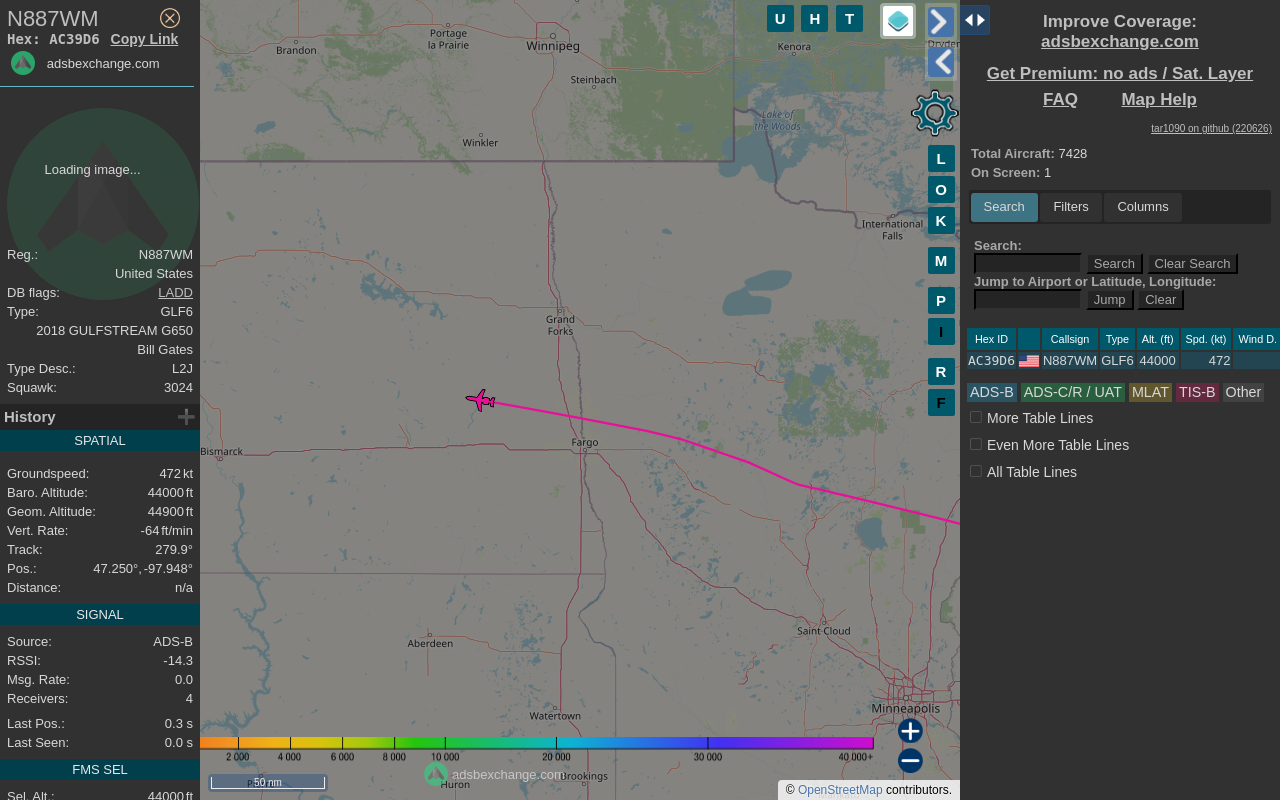 N887WM
Hex: AC39D6 Copy Link
adsbexchange.com
Loading image...
Reg.: N887WM
United States
DB flags: LADD
Type: GLF6
2018 GULFSTREAM G650
Bill Gates
Type Desc.: L2J
Squawk: 3024
History
SPATIAL
Groundspeed: 472 kt
Baro. Altitude: 44000 ft
Geom. Altitude: 44900 ft
Vert. Rate: -64 ft/min
Track: 279.9°
Pos.: 47.250°, -97.948°
Distance: n/a
SIGNAL
Source: ADS-B
RSSI: -14.3
Msg. Rate: 0.0
Receivers: 4
Last Pos.: 0.3 s
Last Seen: 0.0 s
FMS SEL
Sel. Alt.: 44000 ft
U H T
Brandon
Portage
la Prairie
Winnipeg
Kenora
Dryden
Steinbach
Lake of
the Woods
Winkler
International
Falls
Grand
Forks
Fargo
Bismarck
Aberdeen
Saint Cloud
Minneapolis
Watertown
Brookings
Huron
L
O
K
M
P
I
R
F
2 000 4 000 6 000 8 000 10 000 20 000 30 000 40 000+
adsbexchange.com
50 nm
© OpenStreetMap contributors.
Improve Coverage:
adsbexchange.com
Get Premium: no ads / Sat. Layer
FAQ Map Help
tar1090 on github (220626)
Total Aircraft: 7428
On Screen: 1
Search Filters Columns
Search:
Search Clear Search
Jump to Airport or Latitude, Longitude:
Jump Clear
Hex ID Callsign Type Alt. (ft) Spd. (kt) Wind D.
AC39D6 N887WM GLF6 44000 472
ADS-B ADS-C/R / UAT MLAT TIS-B Other
More Table Lines
Even More Table Lines
All Table Lines